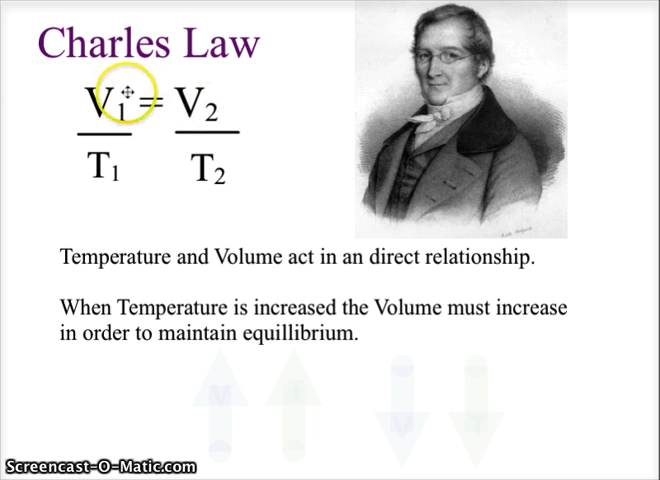 Charles Law
V1 = V2
T1 T2
Temperature and Volume act in an direct relationship.
When Temperature is increased the Volume must increase
in order to maintain equillibrium.
V T V T
Screencast-O-Matic.com